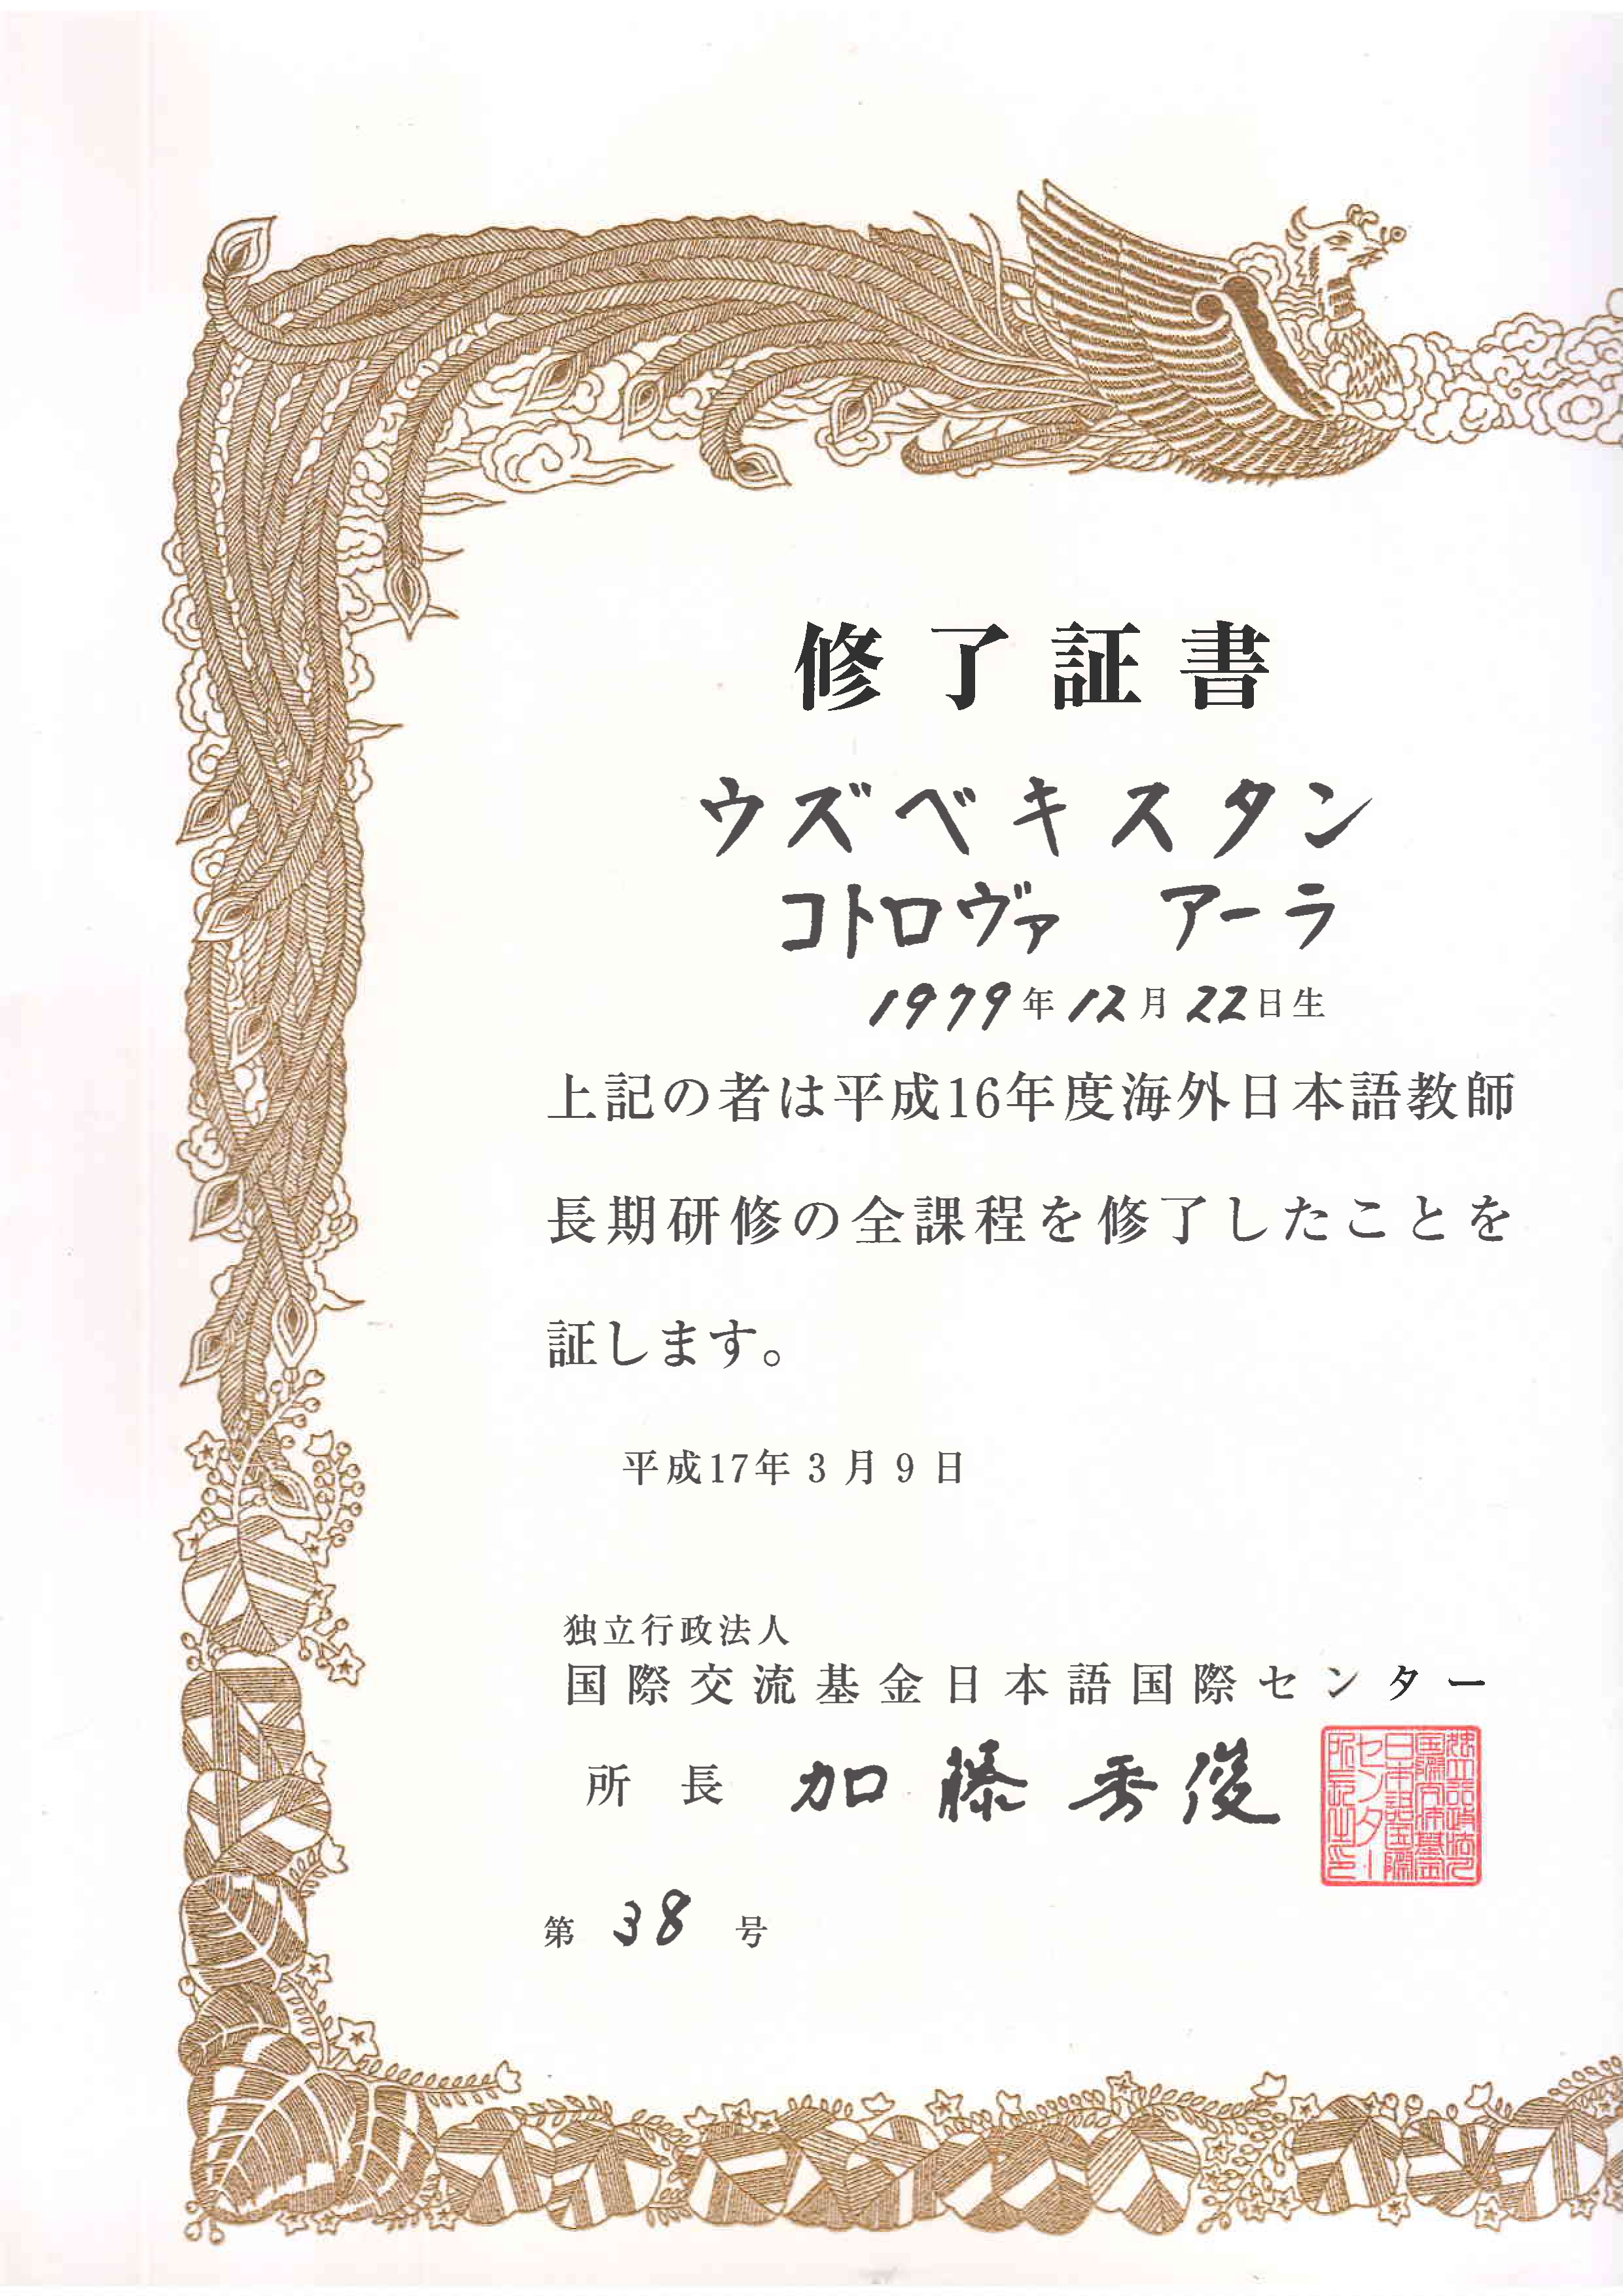 修了証書
ウズベキスタン
コトロヴァ アーラ
1979年12月22日生
上記の者は平成16年度海外日本語教師
長期研修の全課程を修了したことを
証します。
平成17年3月9日
独立行政法人
国際交流基金日本語国際センター
所長 加藤秀俊
独立行政法人
国際交流基金
日本語国際
センター
所長之印
第38号